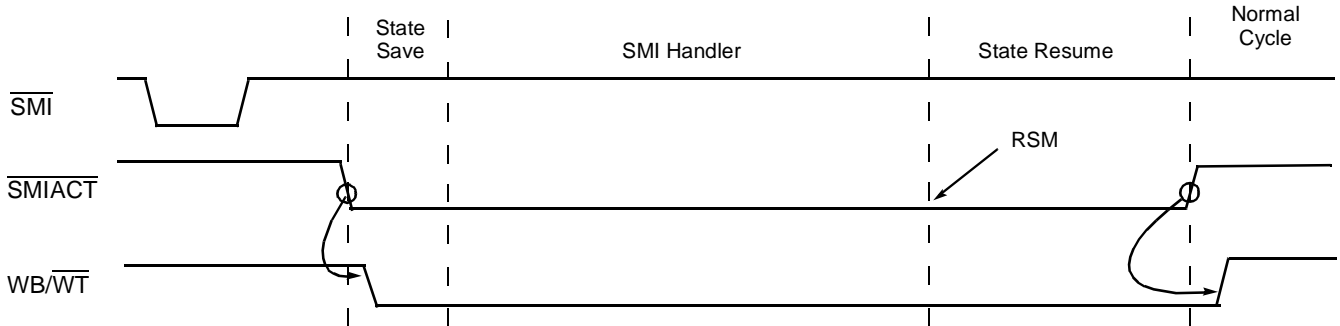 State
Save
SMI Handler
State Resume
Normal
Cycle
SMI
RSM
SMIACT
WB/WT